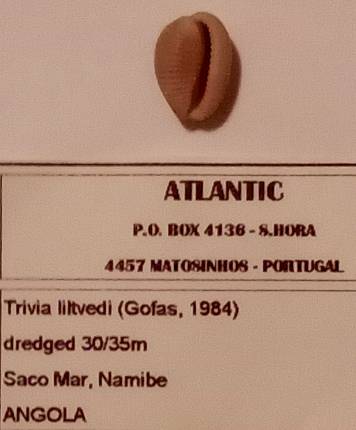 ATLANTIC
P.O. BOX 4136 - S.HORA
4457 MATOSINHOS - PORTUGAL
Trivia liltvedi (Gofas, 1984)
dredged 30/35m
Saco Mar, Namibe
ANGOLA